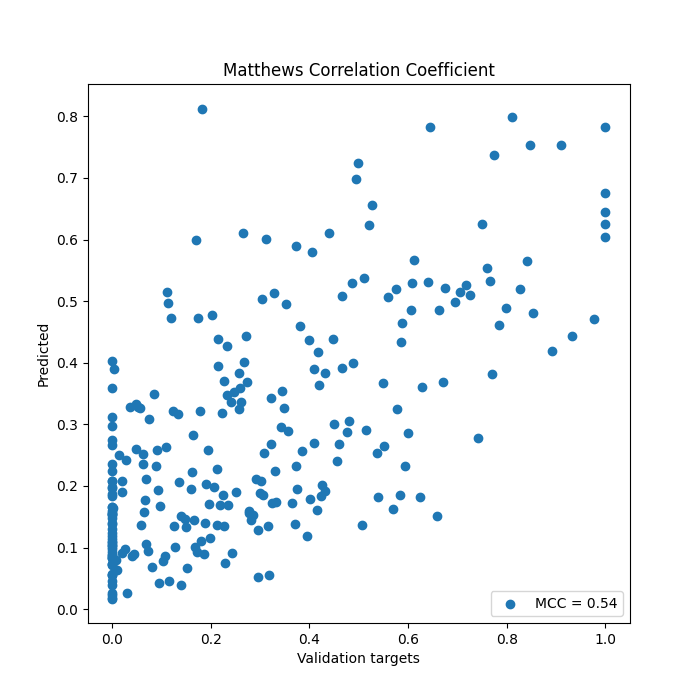 Matthews Correlation Coefficient
0.8
0.7
0.6
0.5
0.4
0.3
0.2
0.1
0.0
Predicted
MCC = 0.54
0.0 0.2 0.4 0.6 0.8 1.0
Validation targets